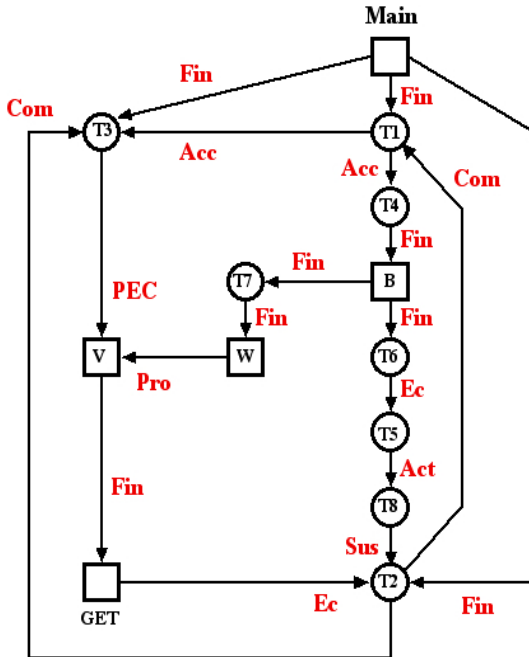 Main
Fin
Com
Fin
T3
T1
Acc
Acc
Com
T4
Fin
Fin
T7
B
PEC
Fin
Fin
V
W
T6
Pro
Ec
T5
Act
Fin
T8
Sus
T2
GET
Ec
Fin